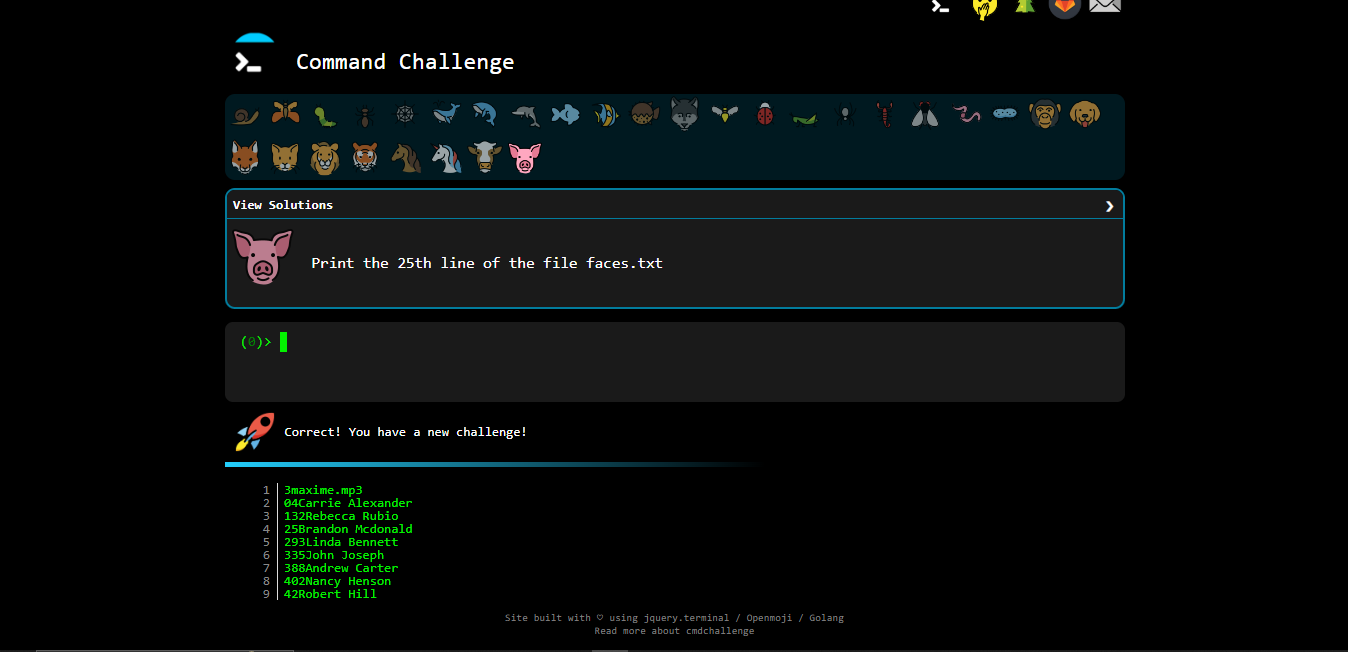 Command Challenge
View Solutions
Print the 25th line of the file faces.txt
(0)>
Correct! You have a new challenge!
1 3maxime.mp3
2 04Carrie Alexander
3 132Rebecca Rubio
4 25Brandon Mcdonald
5 293Linda Bennett
6 335John Joseph
7 388Andrew Carter
8 402Nancy Henson
9 42Robert Hill
Site built with ♡ using jquery.terminal / Openmoji / Golang
Read more about cmdchallenge